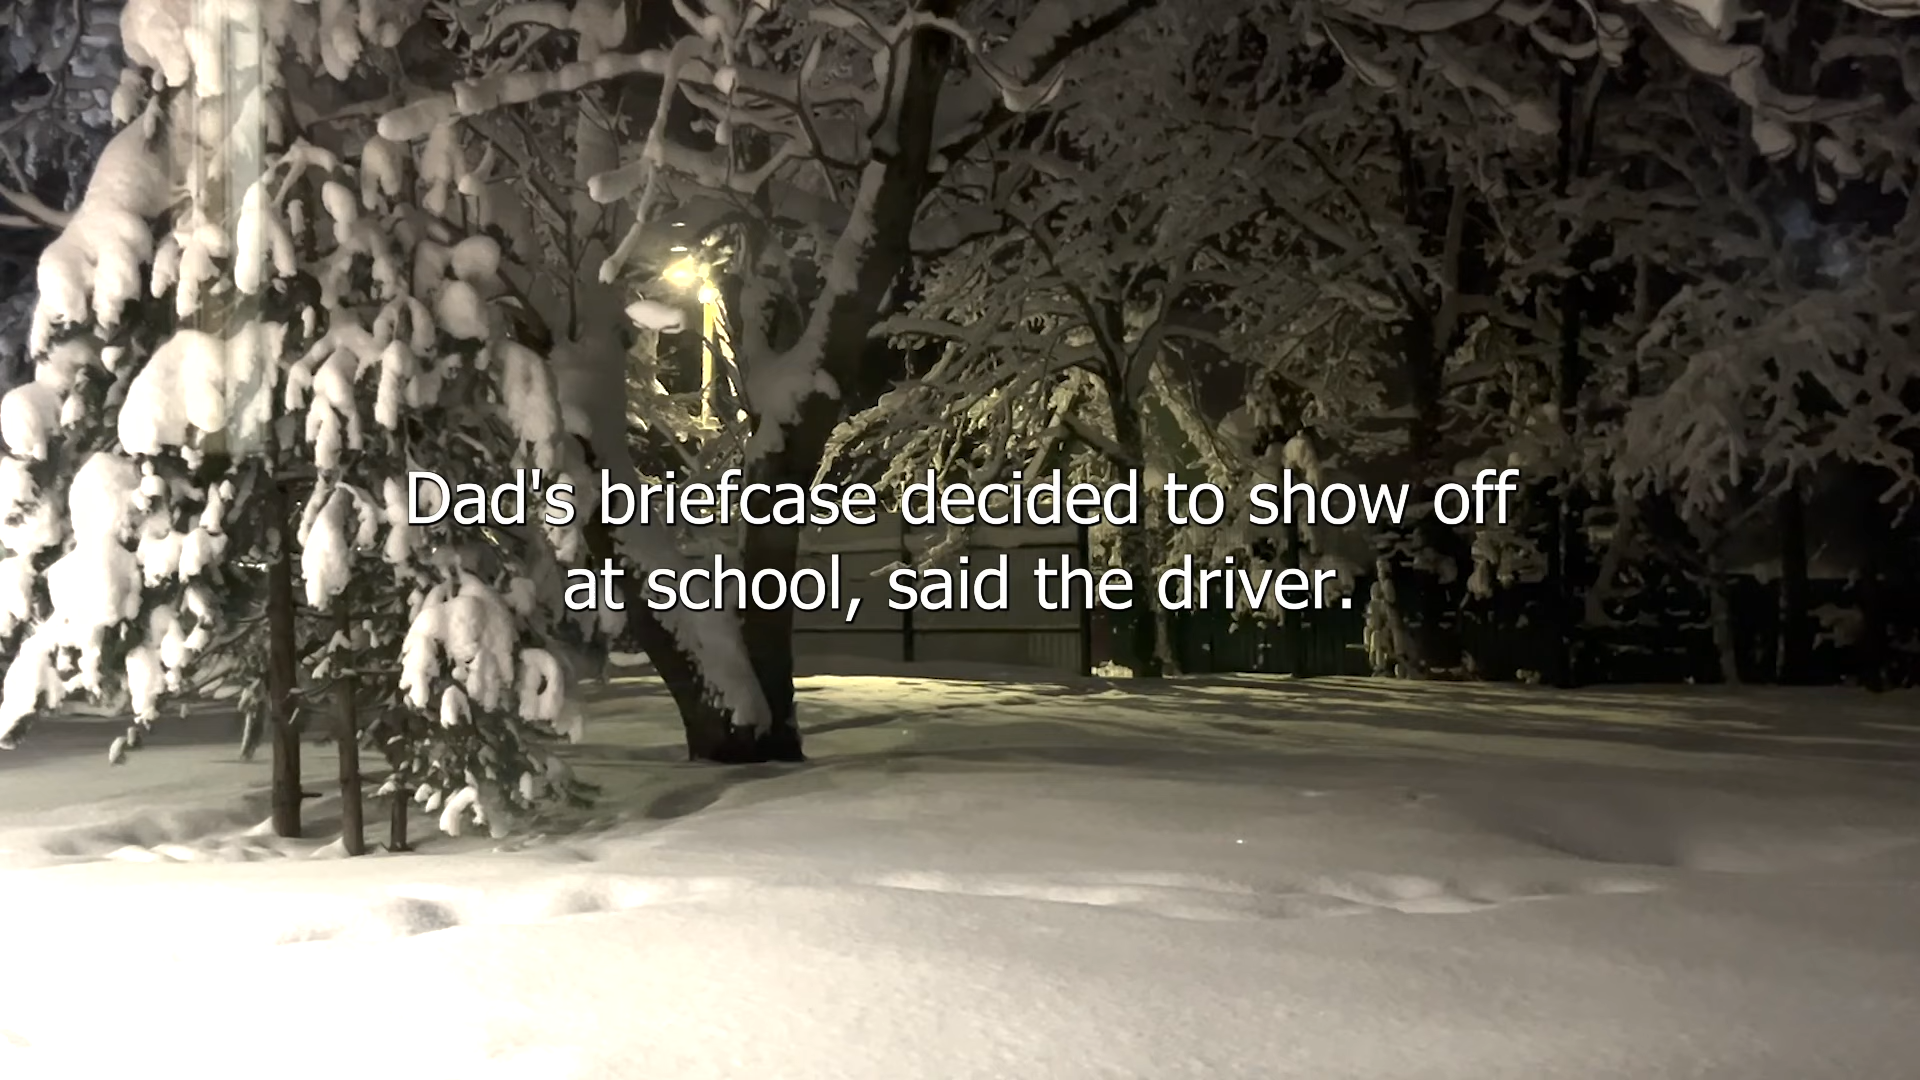 Dad's briefcase decided to show off
at school, said the driver.